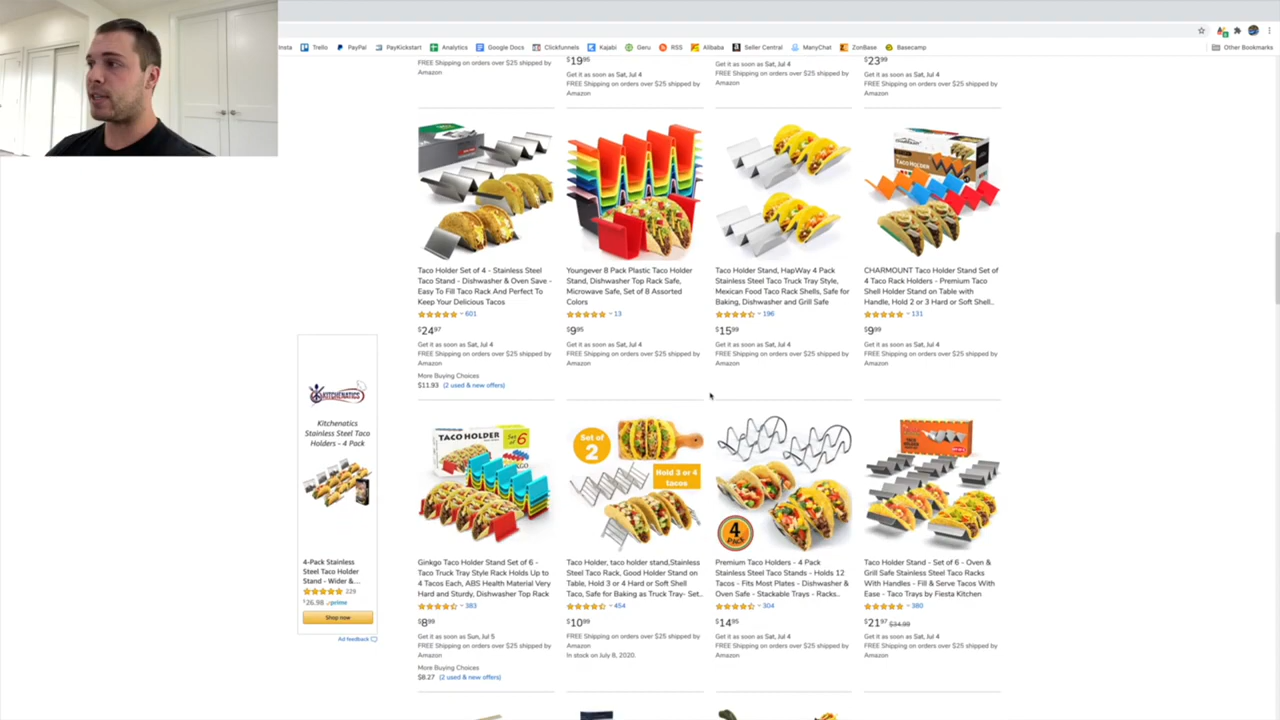 Insta Trello PayPal PayKickstart Analytics Google Docs Clickfunnels Kajabi Geru RSS Alibaba Seller Central ManyChat ZonBase Basecamp Other Bookmarks
FREE Shipping on orders over $25 shipped by
Amazon
$19.95
Get it as soon as Sat, Jul 4
FREE Shipping on orders over $25 shipped by
Amazon
Get it as soon as Sat, Jul 4
FREE Shipping on orders over $25 shipped by
Amazon
$23.99
Get it as soon as Sat, Jul 4
FREE Shipping on orders over $25 shipped by
Amazon
TACO HOLDER
Taco Holder Set of 4 - Stainless Steel
Taco Stand - Dishwasher & Oven Save -
Easy To Fill Taco Rack And Perfect To
Keep Your Delicious Tacos
601
$24.97
Get it as soon as Sat, Jul 4
FREE Shipping on orders over $25 shipped by
Amazon
More Buying Choices
$11.93 (2 used & new offers)
Youngever 8 Pack Plastic Taco Holder
Stand, Dishwasher Top Rack Safe,
Microwave Safe, Set of 8 Assorted
Colors
13
$9.95
Get it as soon as Sat, Jul 4
FREE Shipping on orders over $25 shipped by
Amazon
Taco Holder Stand, HapWay 4 Pack
Stainless Steel Taco Truck Tray Style,
Mexican Food Taco Rack Shells, Safe for
Baking, Dishwasher and Grill Safe
196
$15.99
Get it as soon as Sat, Jul 4
FREE Shipping on orders over $25 shipped by
Amazon
CHARMOUNT Taco Holder Stand Set of
4 Taco Rack Holders - Premium Taco
Shell Holder Stand on Table with
Handle, Hold 2 or 3 Hard or Soft Shell..
131
$9.99
Get it as soon as Sat, Jul 4
FREE Shipping on orders over $25 shipped by
Amazon
KITCHENATICS
Kitchenatics
Stainless Steel Taco
Holders - 4 Pack
4-Pack Stainless
Steel Taco Holder
Stand - Wider &...
229
$26.98 prime
Shop now
Ad feedback
TACO HOLDER
Set of 6
Ginkgo Taco Holder Stand Set of 6 -
Taco Truck Tray Style Rack Holds Up to
4 Tacos Each, ABS Health Material Very
Hard and Sturdy, Dishwasher Top Rack
383
$8.99
Get it as soon as Sun, Jul 5
FREE Shipping on orders over $25 shipped by
Amazon
More Buying Choices
$8.27 (2 used & new offers)
Set of
2
Hold 3 or 4
tacos
Taco Holder, taco holder stand,Stainless
Steel Taco Rack, Good Holder Stand on
Table, Hold 3 or 4 Hard or Soft Shell
Taco, Safe for Baking as Truck Tray- Set..
454
$10.99
FREE Shipping on orders over $25 shipped by
Amazon
In stock on July 8, 2020.
4
PACK
Premium Taco Holders - 4 Pack
Stainless Steel Taco Stands - Holds 12
Tacos - Fits Most Plates - Dishwasher &
Oven Safe - Stackable Trays - Racks..
304
$14.95
Get it as soon as Sat, Jul 4
FREE Shipping on orders over $25 shipped by
Amazon
Taco Holder Stand - Set of 6 - Oven &
Grill Safe Stainless Steel Taco Racks
With Handles - Fill & Serve Tacos With
Ease - Taco Trays by Fiesta Kitchen
380
$21.97 $34.99
Get it as soon as Sat, Jul 4
FREE Shipping on orders over $25 shipped by
Amazon